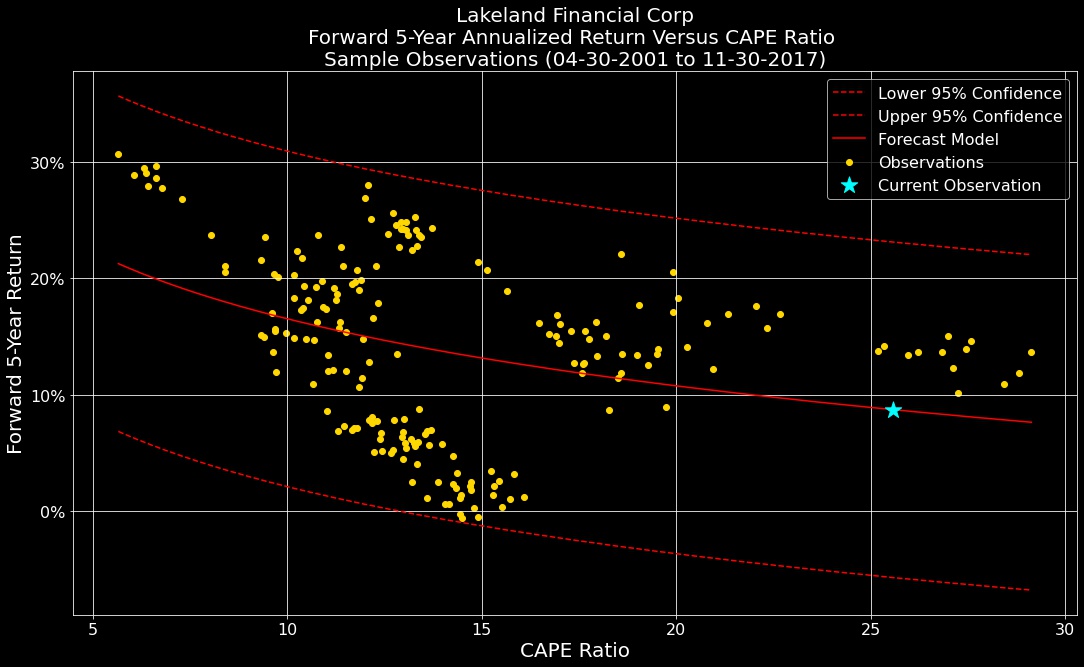 Lakeland Financial Corp
Forward 5-Year Annualized Return Versus CAPE Ratio
Sample Observations (04-30-2001 to 11-30-2017)
Lower 95% Confidence
Upper 95% Confidence
Forecast Model
Observations
Current Observation
Forward 5-Year Return
30%
20%
10%
0%
5 10 15 20 25 30
CAPE Ratio